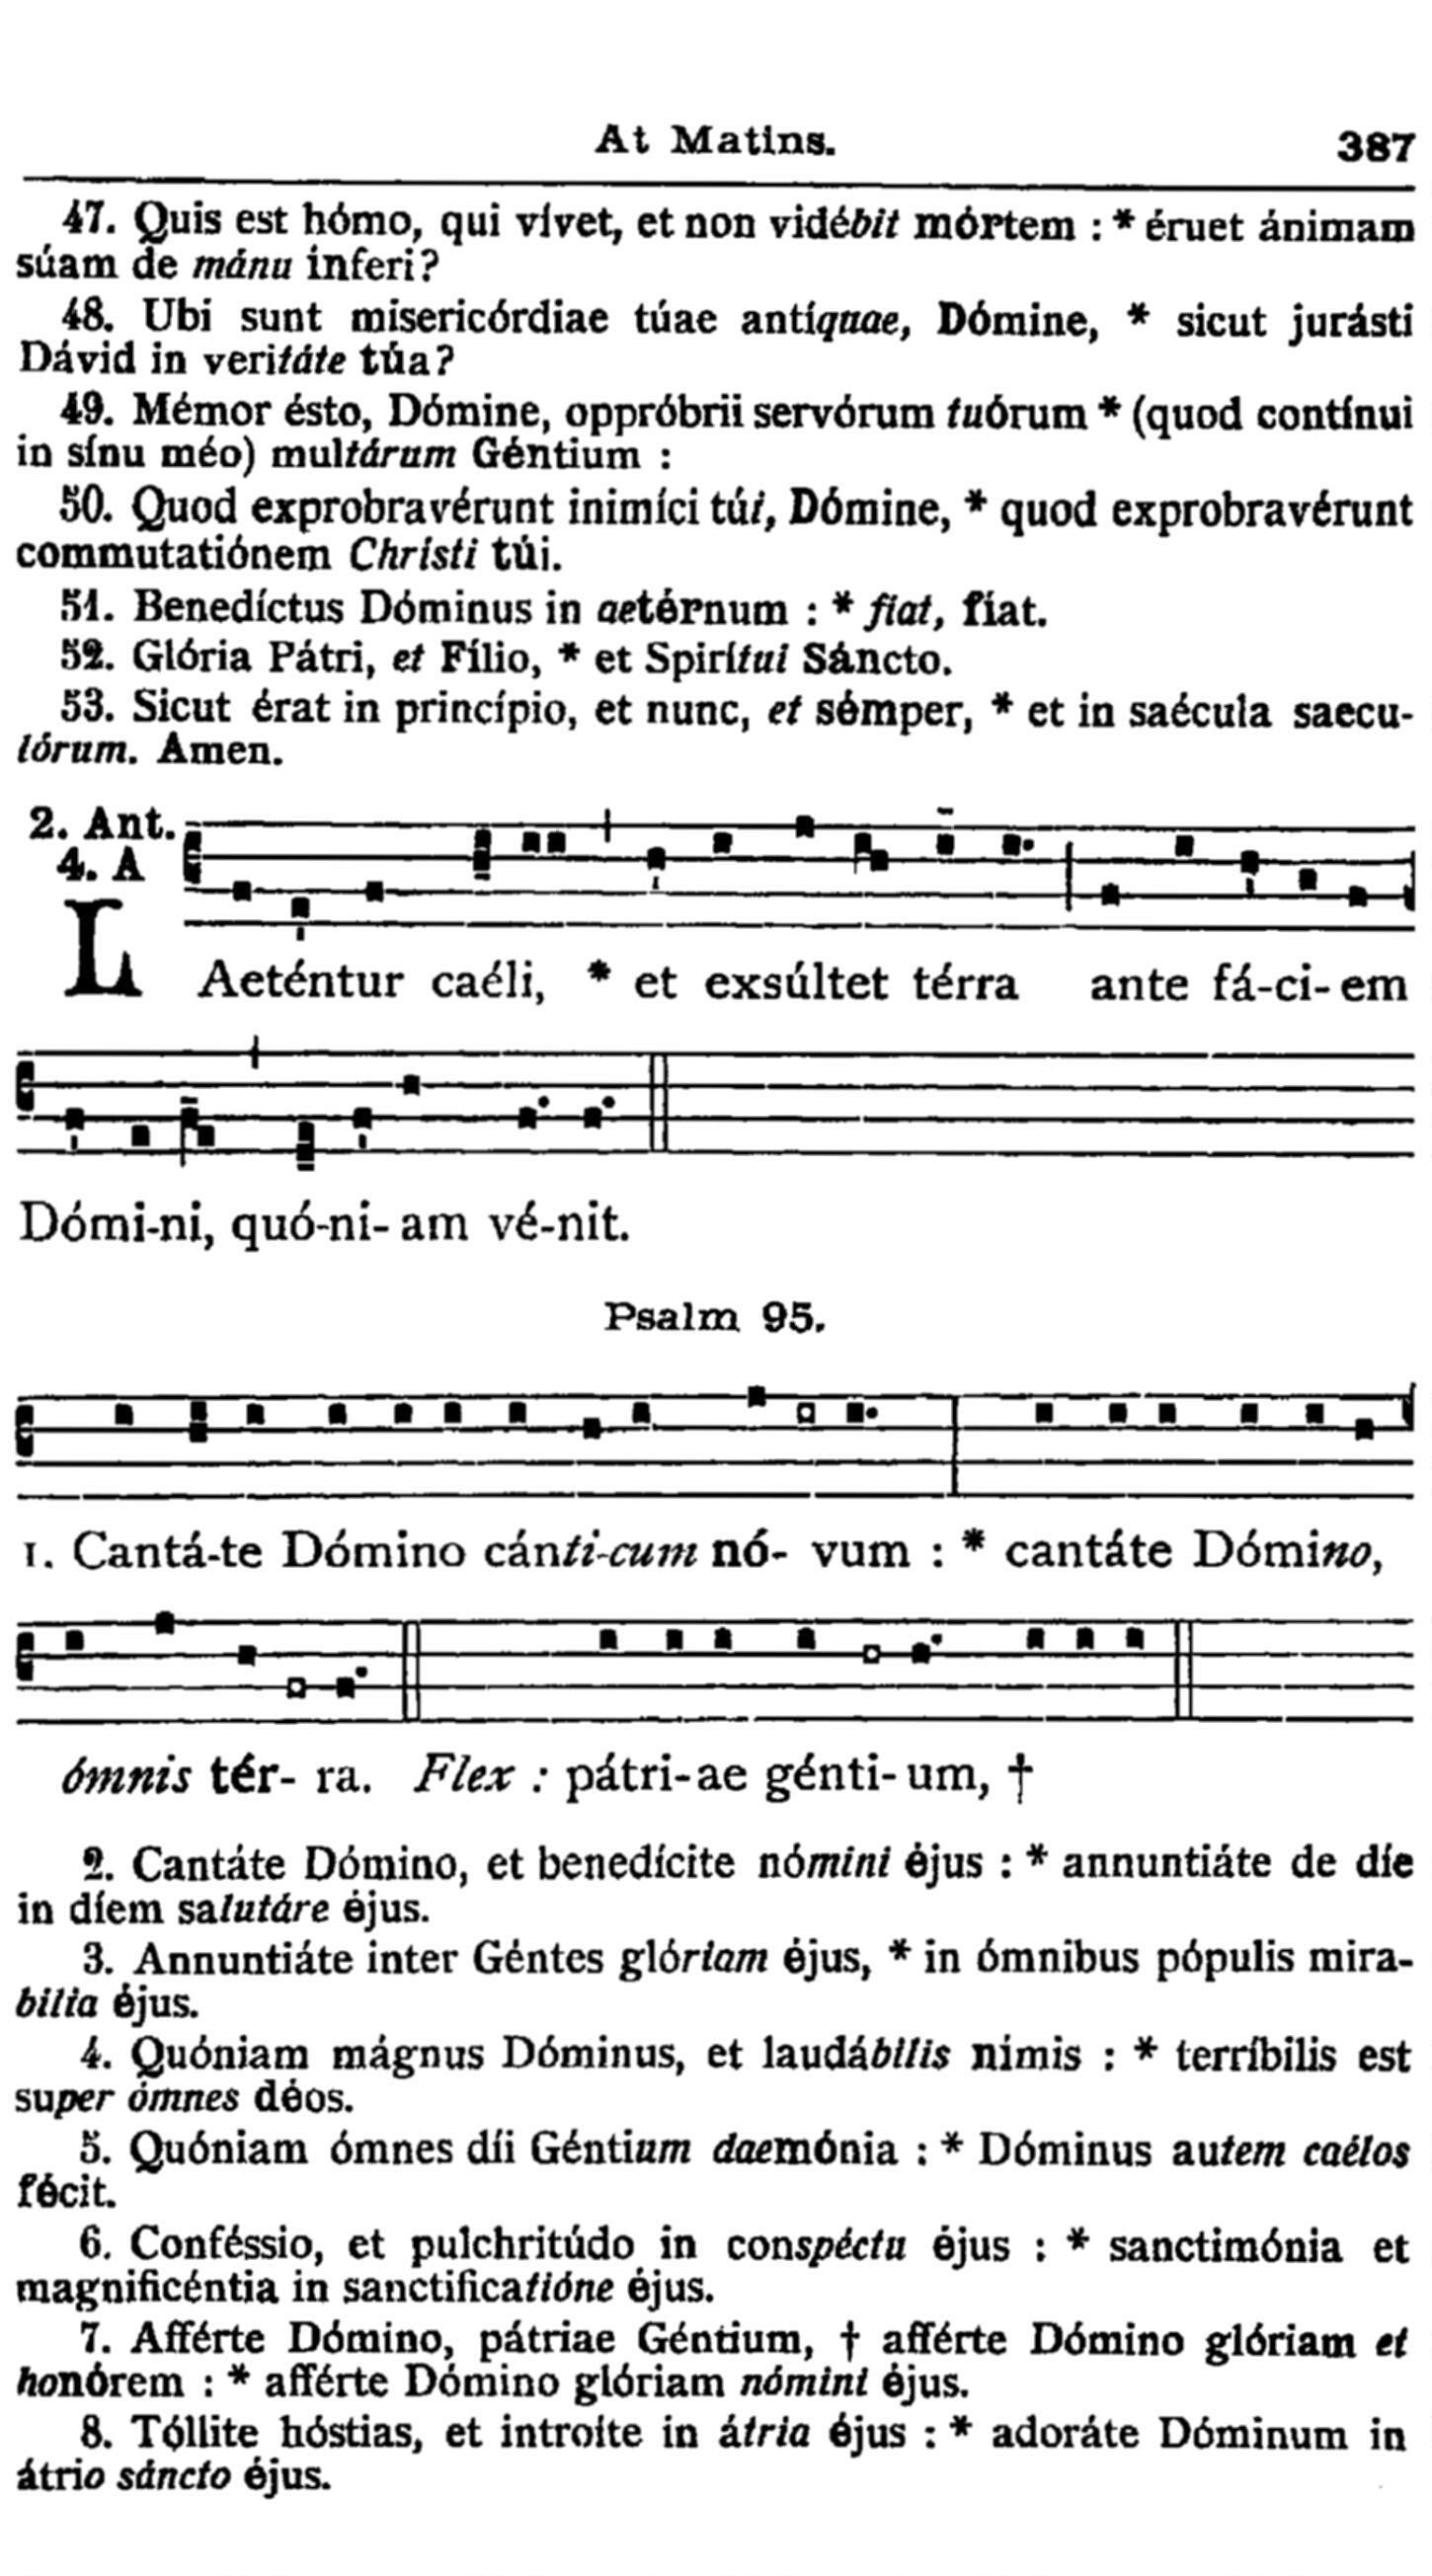 At Matins. 387
47. Quis est hómo, qui vívet, et non vidébit mórtem : * éruet ánimam
súam de mánu ínferi?
48. Ubi sunt misericórdiae túae antíquae, Dómine, * sicut jurásti
Dávid in veritáte túa?
49. Mémor ésto, Dómine, oppróbrii servórum tuórum * (quod contínui
in sínu méo) multárum Géntium :
50. Quod exprobravérunt inimíci túi, Dómine, * quod exprobravérunt
commutatiónem Christi túi.
51. Benedíctus Dóminus in aetérnum : * fiat, fíat.
52. Glória Pátri, et Fílio, * et Spirítui Sáncto.
53. Sicut érat in princípio, et nunc, et sémper, * et in saécula saecu-
lórum. Amen.
2. Ant.
4. A
LAeténtur caéli, * et exsúltet térra ante fá-ci-em
Dómi-ni, quó-ni-am vé-nit.
Psalm 95.
1. Cantá-te Dómino cánti-cum nó- vum : * cantáte Dómino,
ómnis tér- ra. Flex : pátri-ae génti-um, †
2. Cantáte Dómino, et benedícite nómini éjus : * annuntiáte de díe
in díem salutáre éjus.
3. Annuntiáte inter Géntes glóriam éjus, * in ómnibus pópulis mira-
bília éjus.
4. Quóniam mágnus Dóminus, et laudábilis nímis : * terríbilis est
super ómnes déos.
5. Quóniam ómnes díi Géntium daemónia : * Dóminus autem caélos
fécit.
6. Conféssio, et pulchritúdo in conspéctu éjus : * sanctimónia et
magnificéntia in sanctificatióne éjus.
7. Afférte Dómino, pátriae Géntium, † afférte Dómino glóriam et
honórem : * afférte Dómino glóriam nómini éjus.
8. Tóllite hóstias, et introíte in átria éjus : * adoráte Dóminum in
átrio sáncto éjus.